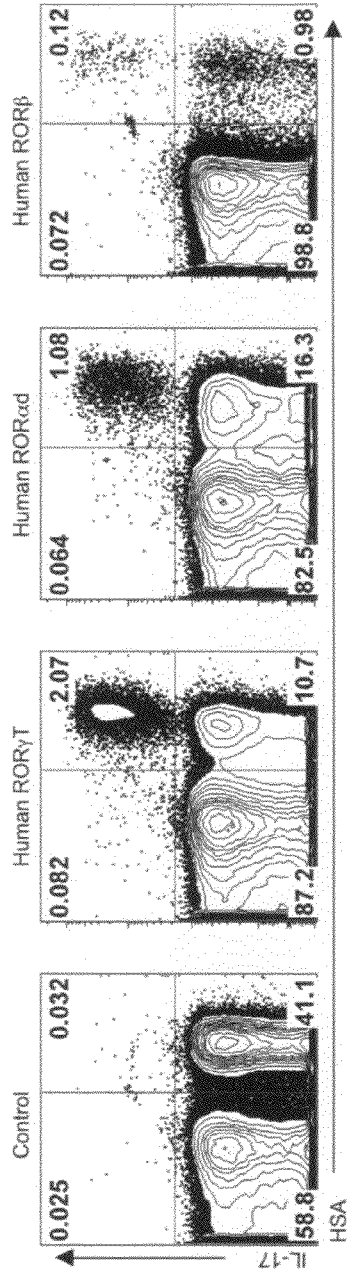 Control
Human RORγT
Human RORαd
Human RORβ
0.025
0.032
0.082
2.07
0.064
1.08
0.072
0.12
58.8
41.1
87.2
10.7
82.5
16.3
98.8
0.98
IL-17
HSA